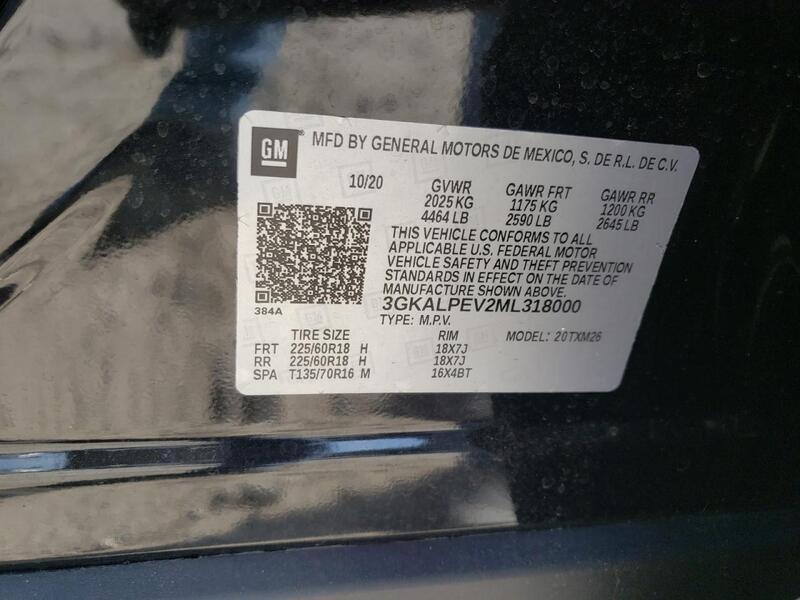 GM ® MFD BY GENERAL MOTORS DE MEXICO, S. DE R.L. DE C.V.
10/20 GVWR GAWR FRT GAWR RR
2025 KG 1175 KG 1200 KG
4464 LB 2590 LB 2645 LB
THIS VEHICLE CONFORMS TO ALL
APPLICABLE U.S. FEDERAL MOTOR
VEHICLE SAFETY AND THEFT PREVENTION
STANDARDS IN EFFECT ON THE DATE OF
MANUFACTURE SHOWN ABOVE.
384A 3GKALPEV2ML318000
TYPE: M.P.V.
TIRE SIZE RIM MODEL: 20TXM26
FRT 225/60R18 H 18X7J
RR 225/60R18 H 18X7J
SPA T135/70R16 M 16X4BT